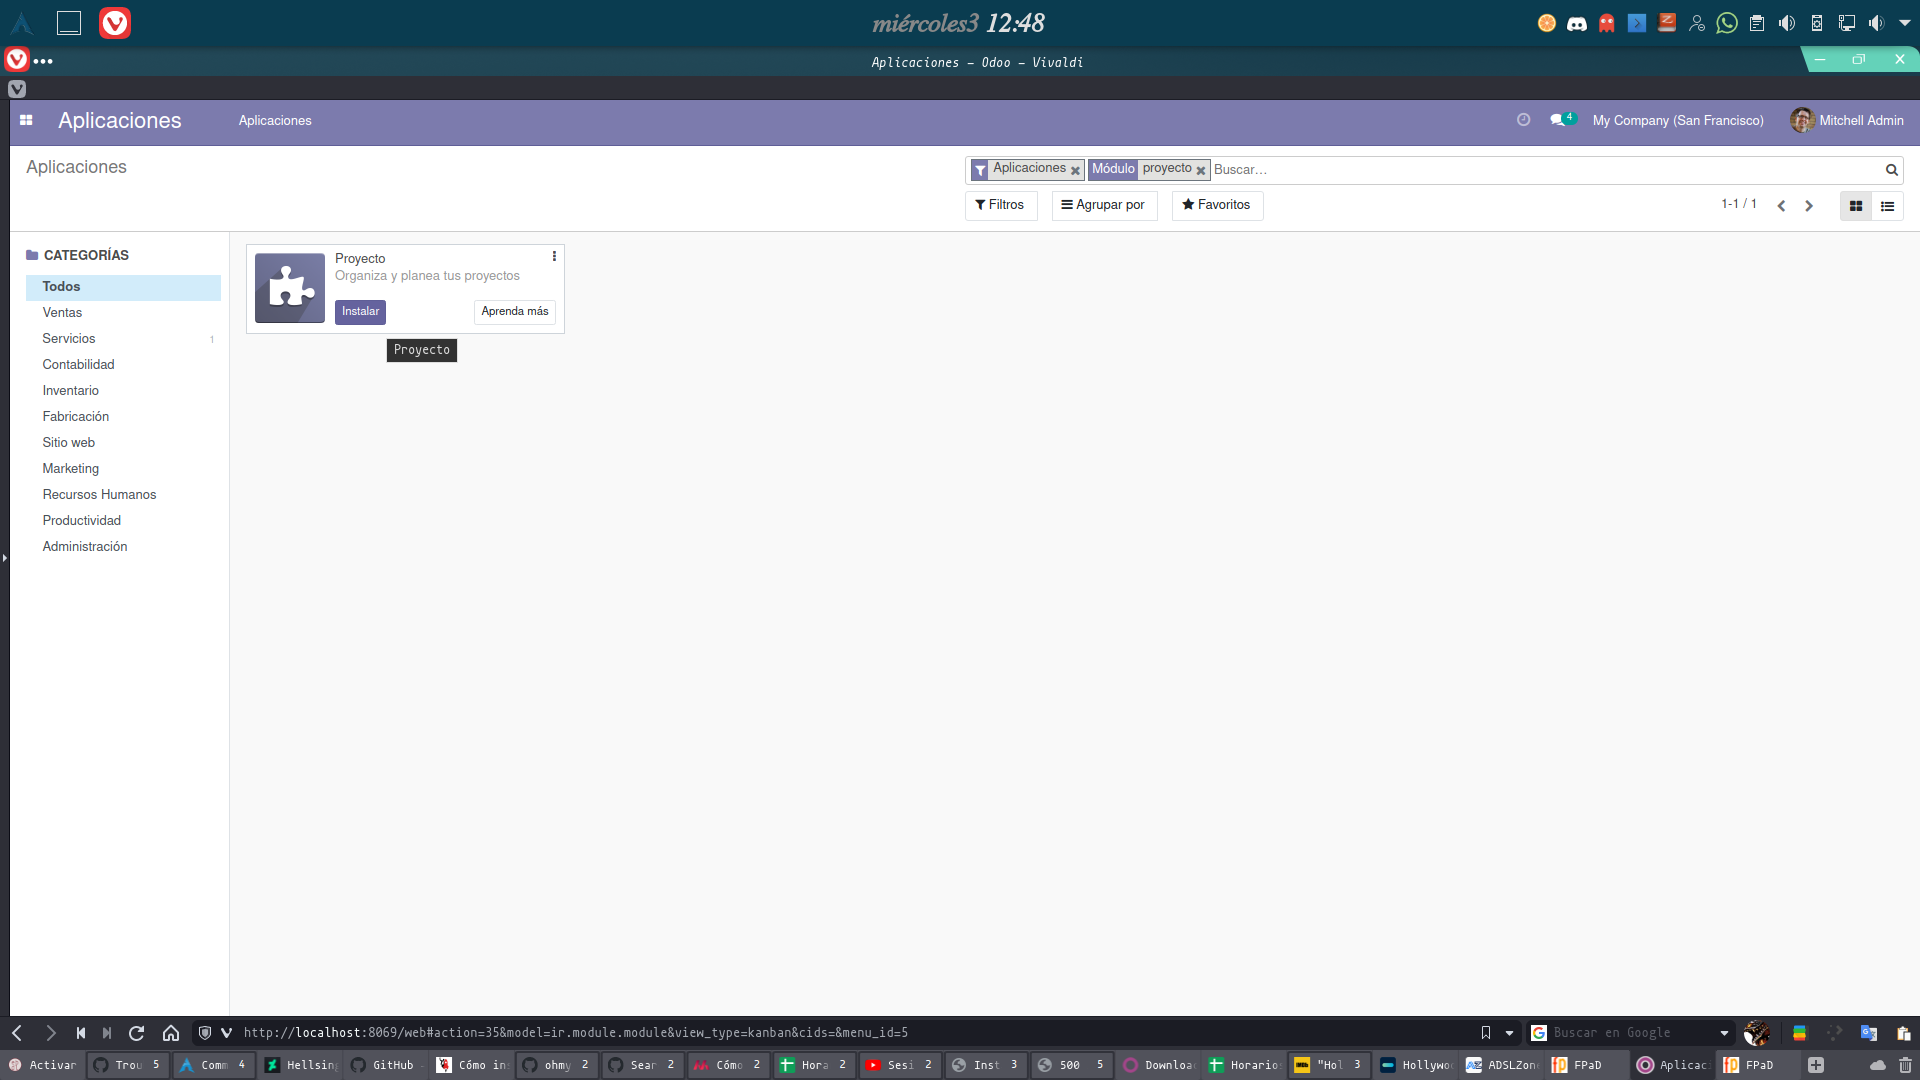 miércoles3 12:48
Aplicaciones – Odoo – Vivaldi
Aplicaciones
Aplicaciones
4
My Company (San Francisco)
Mitchell Admin
Aplicaciones
Aplicaciones
Módulo
proyecto
Buscar...
Filtros
Agrupar por
Favoritos
1-1 / 1
CATEGORÍAS
Todos
Ventas
Servicios 1
Contabilidad
Inventario
Fabricación
Sitio web
Marketing
Recursos Humanos
Productividad
Administración
Proyecto
Organiza y planea tus proyectos
Instalar
Aprenda más
Proyecto
http://localhost:8069/web#action=35&model=ir.module.module&view_type=kanban&cids=&menu_id=5
Buscar en Google
Activar
Trou 5
Comm 4
Hellsing
GitHub
Cómo ins
ohmy 2
Sear 2
Cómo 2
Hora 2
Sesi 2
Inst 3
500 5
Downloa
Horario
"Hol 3
Hollywo
ADSLZon
FPaD
Aplicac
FPaD